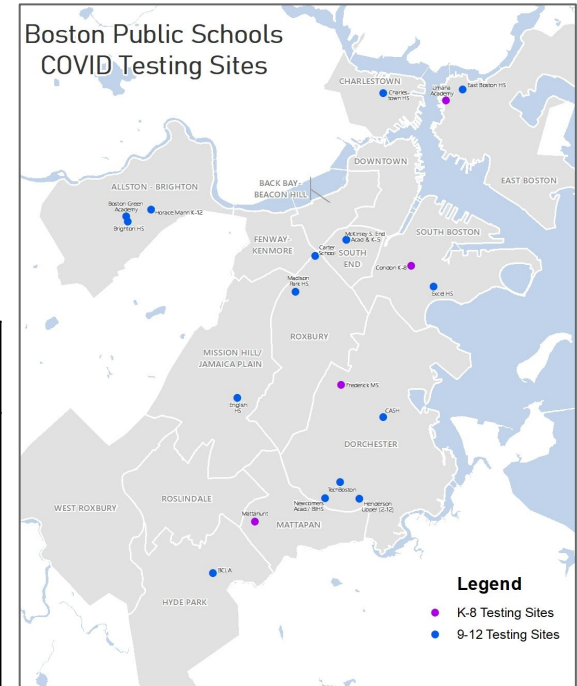 Boston Public Schools
COVID Testing Sites
CHARLESTOWN
Charles-
town HS
Umana
Academy
East Boston HS
DOWNTOWN
EAST BOSTON
ALLSTON - BRIGHTON
BACK BAY-
BEACON HILL
Boston Green
Academy
Horace Mann K-12
Brighton HS
FENWAY-
KENMORE
McKinley S. End
Acad & K-5
Carter
School
SOUTH
END
SOUTH BOSTON
Condon K-8
Madison
Park HS
Excel HS
ROXBURY
MISSION HILL/
JAMAICA PLAIN
Frederick MS
English
HS
CASH
DORCHESTER
TechBoston
ROSLINDALE
WEST ROXBURY
Newcomers
Acad./
Henderson
Upper (2-12)
Mattahunt
MATTAPAN
BCLA
HYDE PARK
Legend
K-8 Testing Sites
9-12 Testing Sites